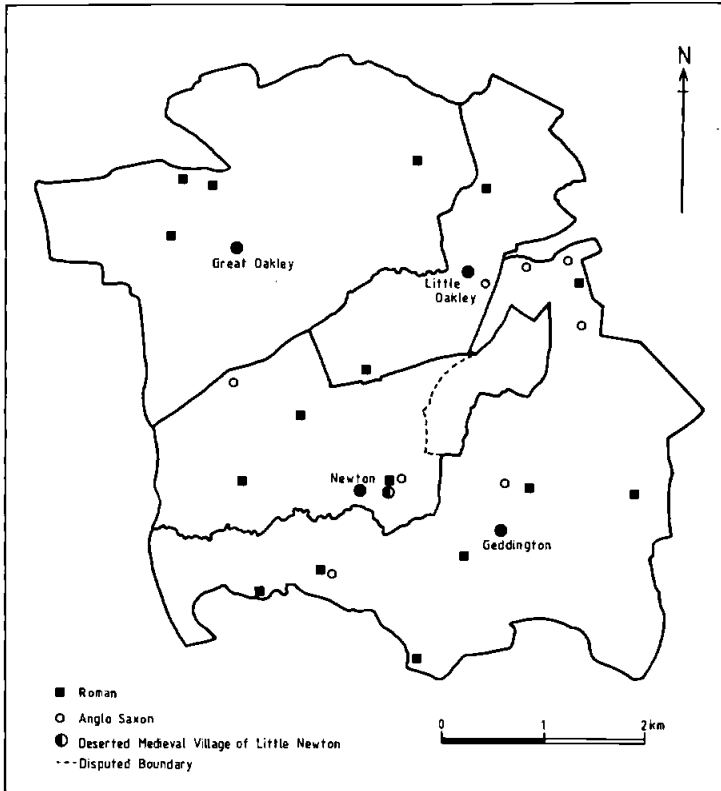 N
Great Oakley
Little
Oakley
Newton
Geddington
Roman
Anglo Saxon
Deserted Medieval Village of Little Newton
Disputed Boundary
0 1 2km